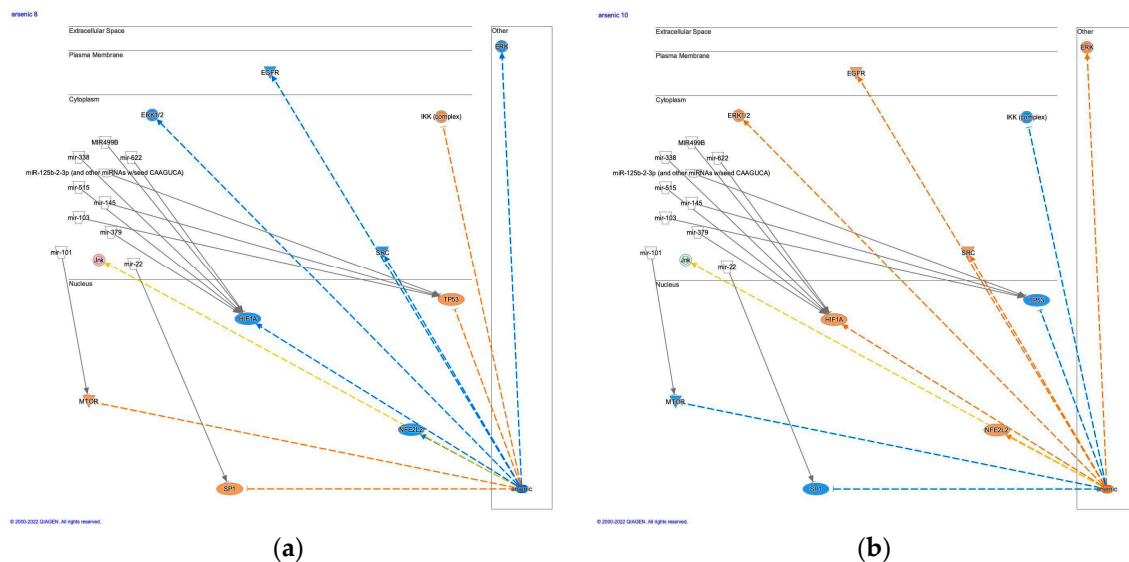 arsenic 8
Extracellular Space
Other
ERK
Plasma Membrane
EGFR
Cytoplasm
ERK1/2
IKK (complex)
MIR499B
mir-338
mir-622
miR-125b-2-3p (and other miRNAs w/seed CAAGUCA)
mir-515
mir-145
mir-103
mir-379
mir-101
Jnk
mir-22
SRC
Nucleus
TP53
HIF1A
MTOR
NFE2L2
SP1
arsenic
© 2000-2022 QIAGEN. All rights reserved.
(a)
arsenic 10
Extracellular Space
Other
ERK
Plasma Membrane
EGFR
Cytoplasm
ERK1/2
IKK (complex)
MIR499B
mir-338
mir-622
miR-125b-2-3p (and other miRNAs w/seed CAAGUCA)
mir-515
mir-145
mir-103
mir-379
mir-101
Jnk
mir-22
SRC
Nucleus
TP53
HIF1A
MTOR
NFE2L2
SP1
arsenic
© 2000-2022 QIAGEN. All rights reserved.
(b)